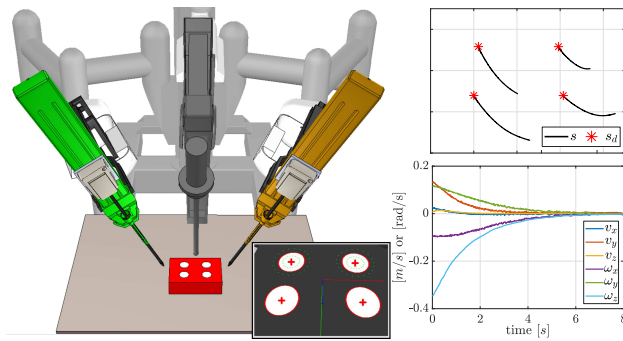 s s_d
0.2
0
-0.2
-0.4
[m/s] or [rad/s]
v_x
v_y
v_z
ω_x
ω_y
ω_z
0 2 4 6 8
time [s]